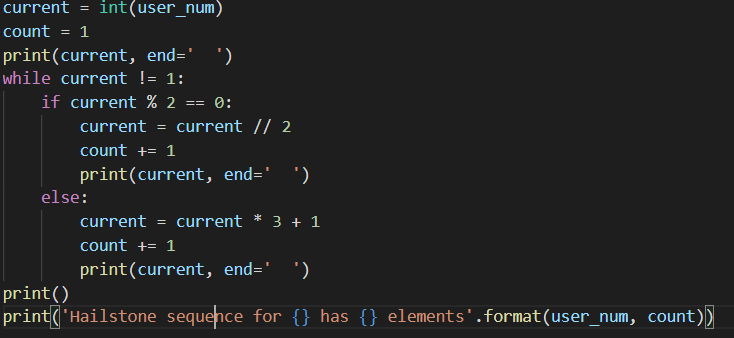 current = int(user_num)
count = 1
print(current, end='  ')
while current != 1:
    if current % 2 == 0:
        current = current // 2
        count += 1
        print(current, end='  ')
    else:
        current = current * 3 + 1
        count += 1
        print(current, end='  ')
print()
print('Hailstone sequence for {} has {} elements'.format(user_num, count))